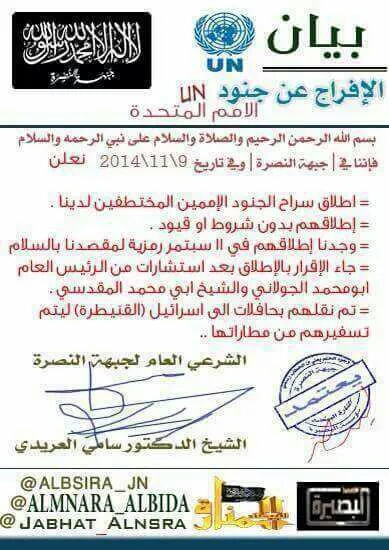 لا إله إلا الله محمد رسول الله
جبهة النصرة
UN
بيان
الإفراج عن جنود UN
الامم المتحدة
بسم الله الرحمن الرحيم والصلاة والسلام على نبي الرحمه والسلام
فإننا في | جبهة النصرة | وفي تاريخ 9\11\2014 نعلن
= اطلاق سراح الجنود الإمميين المختطفين لدينا .
= إطلاقهم بدون شروط او قيود .
= وجدنا إطلاقهم في 11 سبتمر رمزية لمقصدنا بالسلام
= جاء الإقرار بالإطلاق بعد استشارات من الرئيس العام
ابومحمد الجولاني والشيخ ابي محمد المقدسي .
= تم نقلهم بحافلات الى اسرائيل (القنيطرة) ليتم
تسفيرهم من مطاراتها ..
الشرعي العام لجبهة النصرة
جبهة النصرة
يعتمد
الشيخ الدكتور سامي العريدي
@ALBSIRA_JN
@ALMNARA_ALBIDA
@Jabhat_Alnsra
المنارة
البصيرة